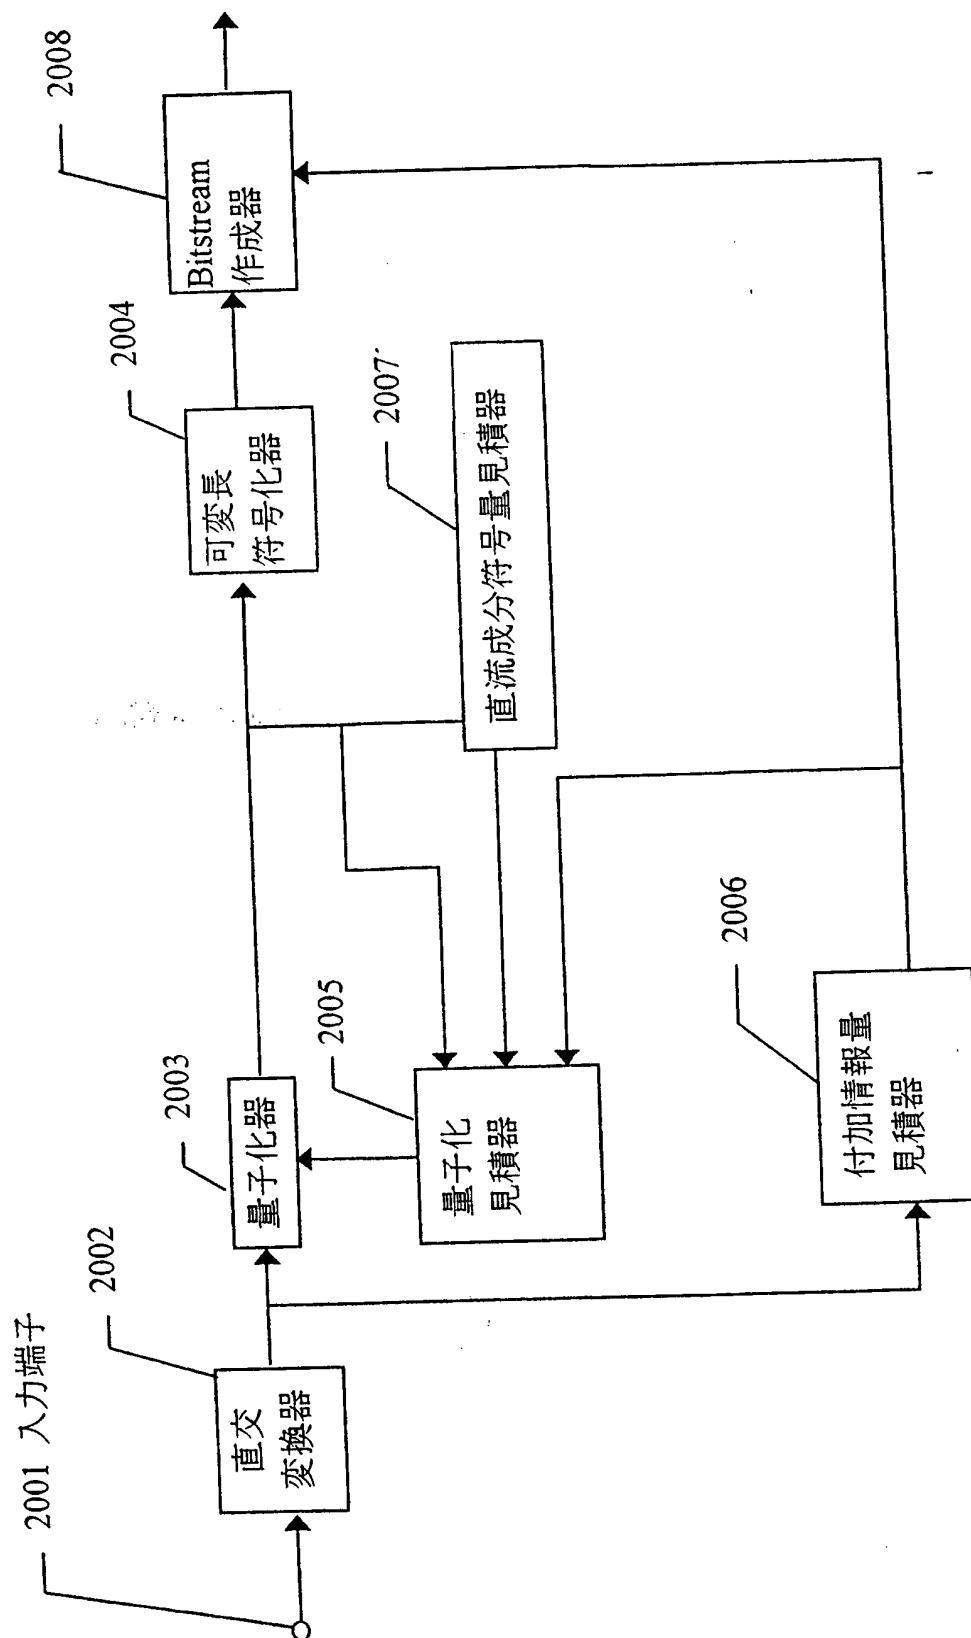 2001 入力端子
2002
直交
変換器
2003
量子化器
2005
量子化
見積器
2006
付加情報量
見積器
2007
直流成分符号量見積器
2004
可変長
符号化器
2008
Bitstream
作成器